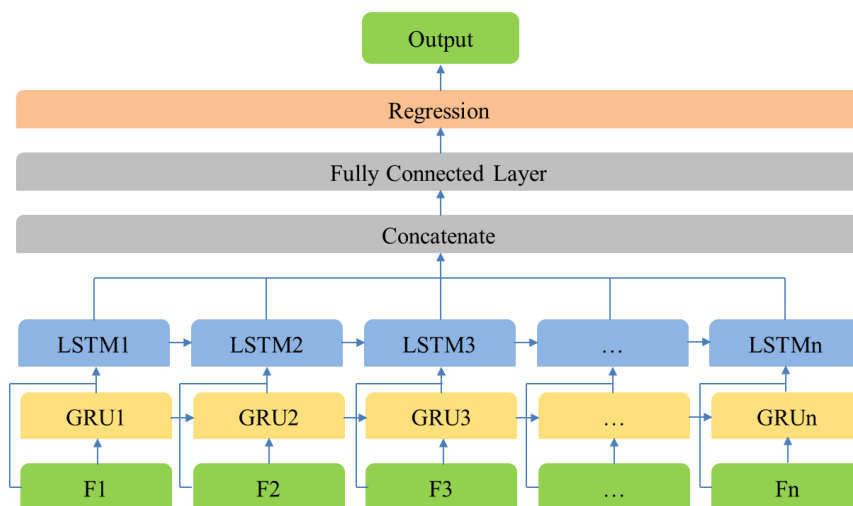 Output
Regression
Fully Connected Layer
Concatenate
LSTM1 LSTM2 LSTM3 ... LSTMn
GRU1 GRU2 GRU3 ... GRUn
F1 F2 F3 ... Fn